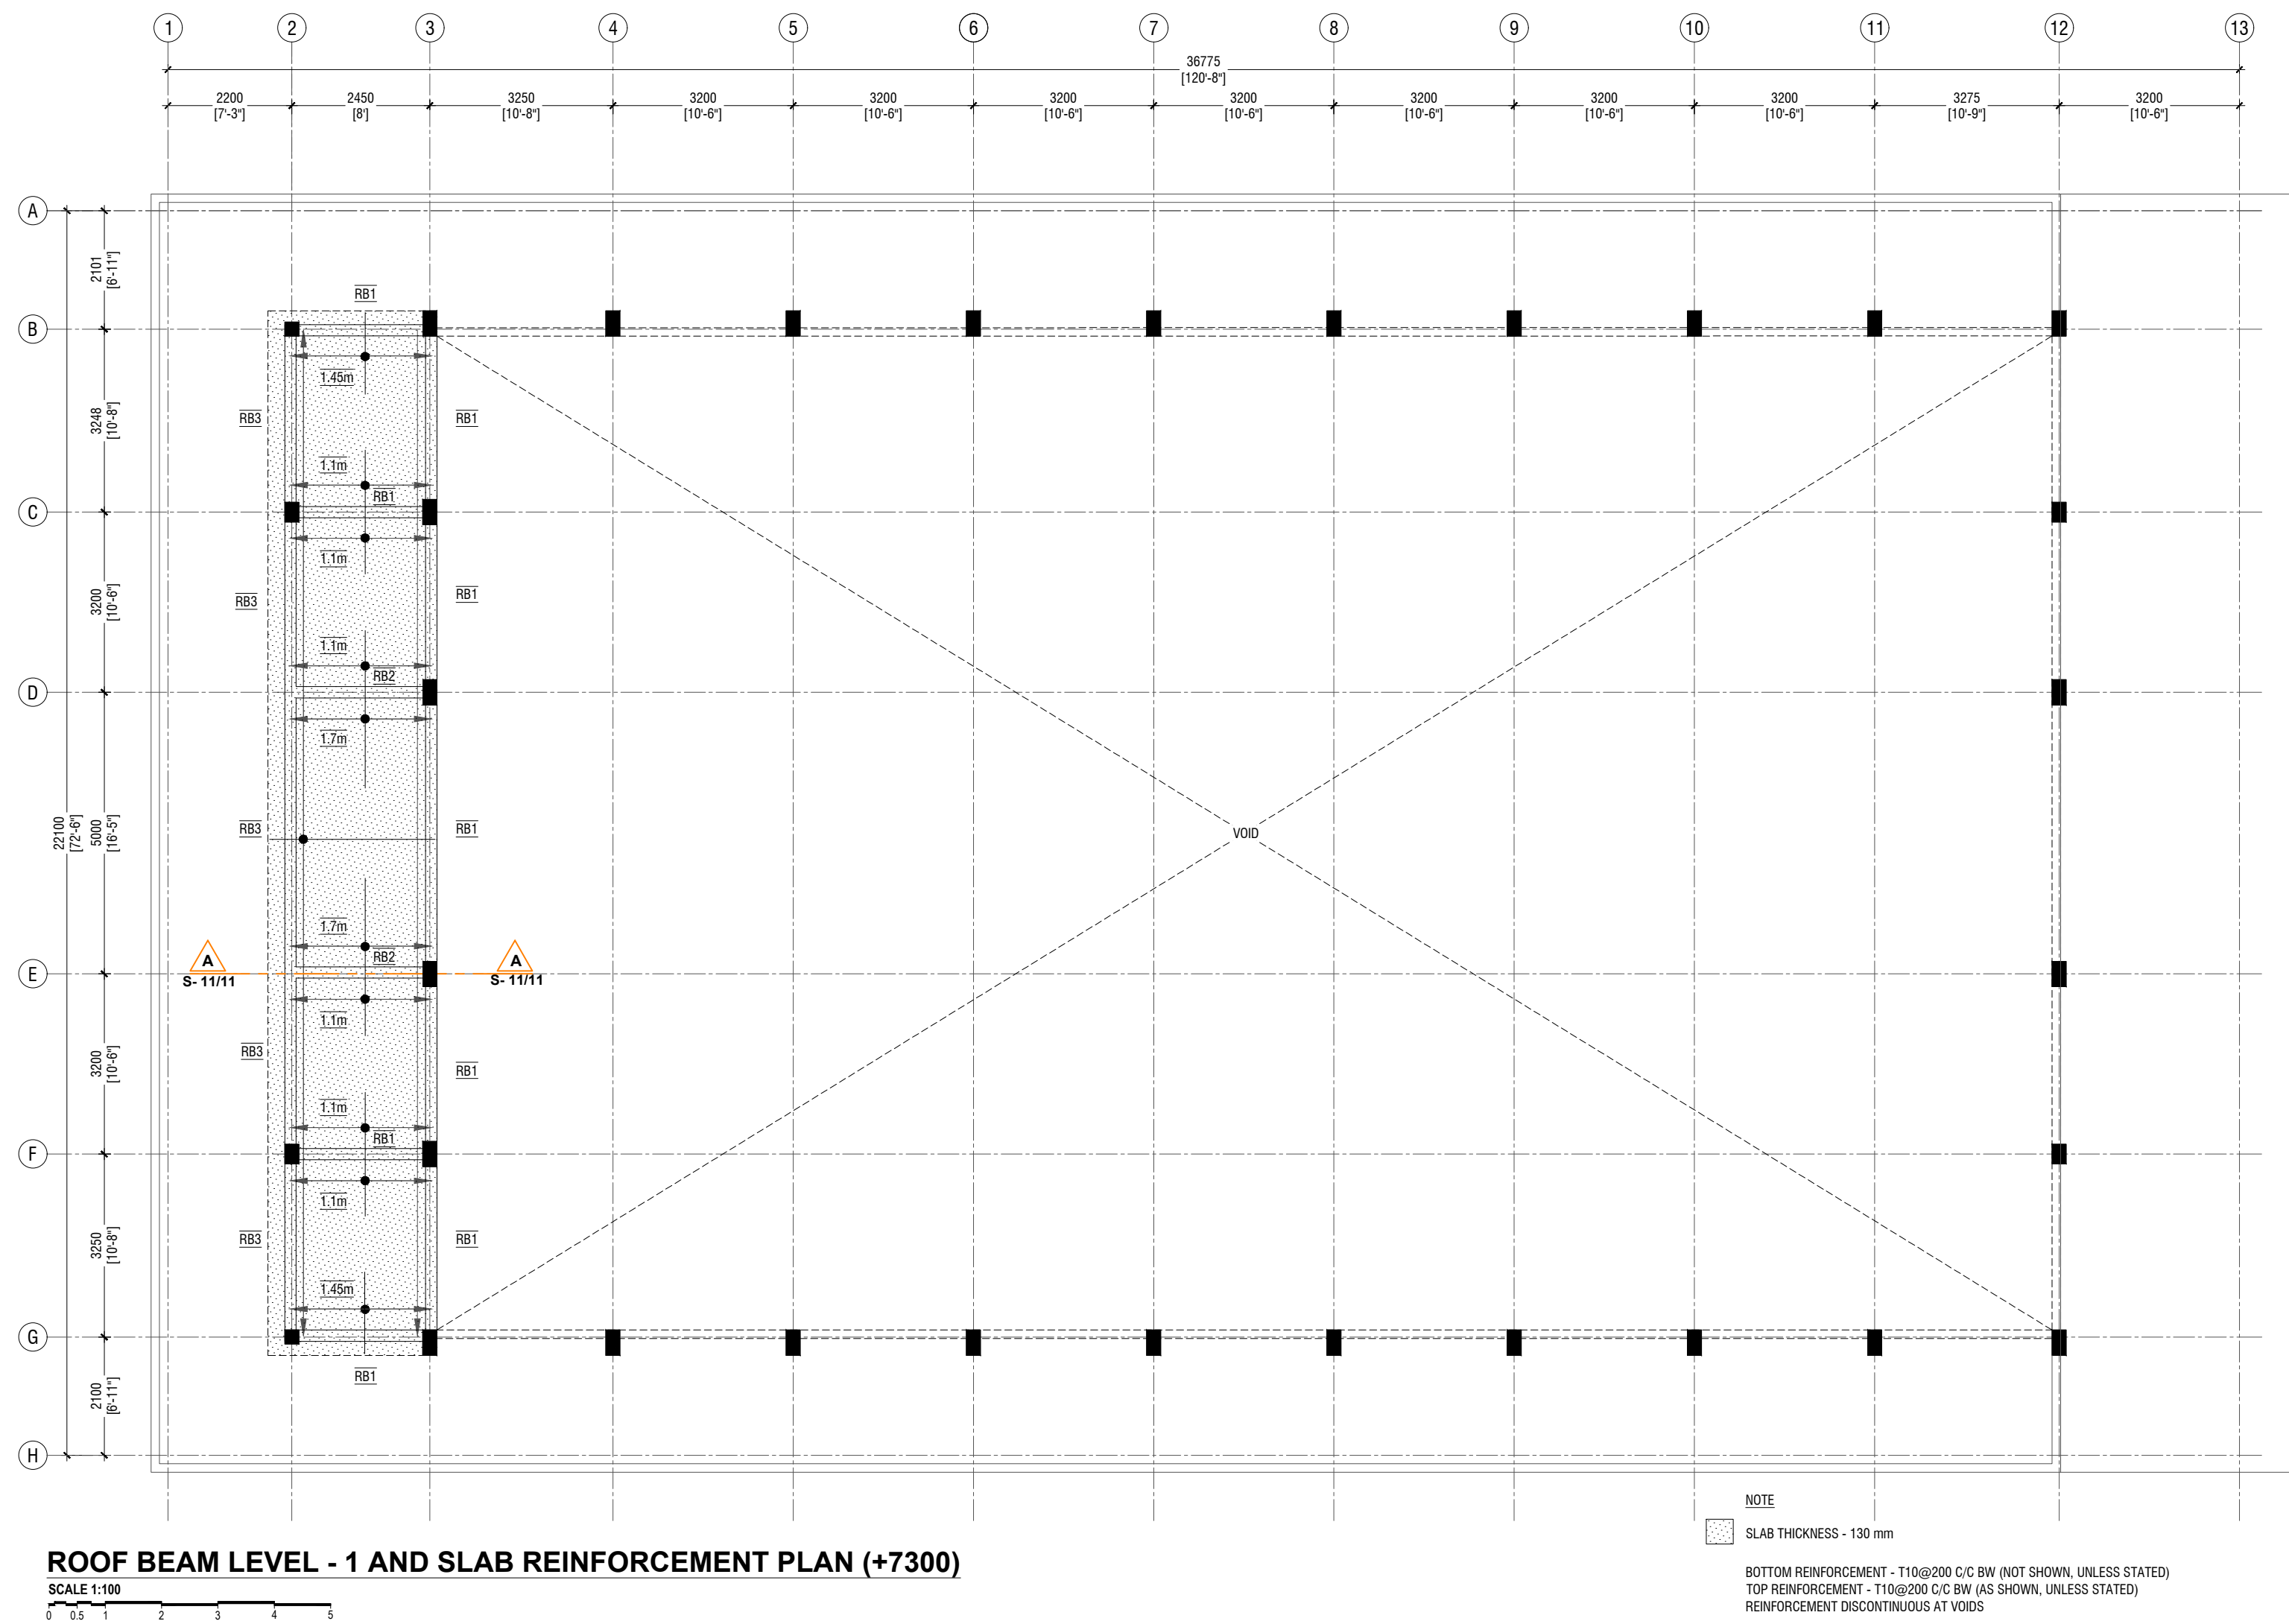 1 2 3 4 5 6 7 8 9 10 11 12 13
36775
[120'-8"]
2200 2450 3250 3200 3200 3200 3200 3200 3200 3200 3275 3200
[7'-3"] [8'] [10'-8"] [10'-6"] [10'-6"] [10'-6"] [10'-6"] [10'-6"] [10'-6"] [10'-6"] [10'-9"] [10'-6"]
A
2101
[6'-11"]
RB1
B
1.45m
3248
[10'-8"]
RB3 RB1
1.1m
RB1
C
1.1m
3200
[10'-6"]
RB3 RB1
1.1m
RB2
D
1.7m
22100
[72'-6"]
5000
[16'-5"]
RB3 RB1
VOID
1.7m
RB2
A A
S- 11/11 S- 11/11
E
1.1m
3200
[10'-6"]
RB3
RB1
1.1m
RB1
F
1.1m
3250
[10'-8"]
RB3 RB1
1.45m
G
RB1
2100
[6'-11"]
H
NOTE
SLAB THICKNESS - 130 mm
BOTTOM REINFORCEMENT - T10@200 C/C BW (NOT SHOWN, UNLESS STATED)
TOP REINFORCEMENT - T10@200 C/C BW (AS SHOWN, UNLESS STATED)
REINFORCEMENT DISCONTINUOUS AT VOIDS
ROOF BEAM LEVEL - 1 AND SLAB REINFORCEMENT PLAN (+7300)
SCALE 1:100
0 0.5 1 2 3 4 5